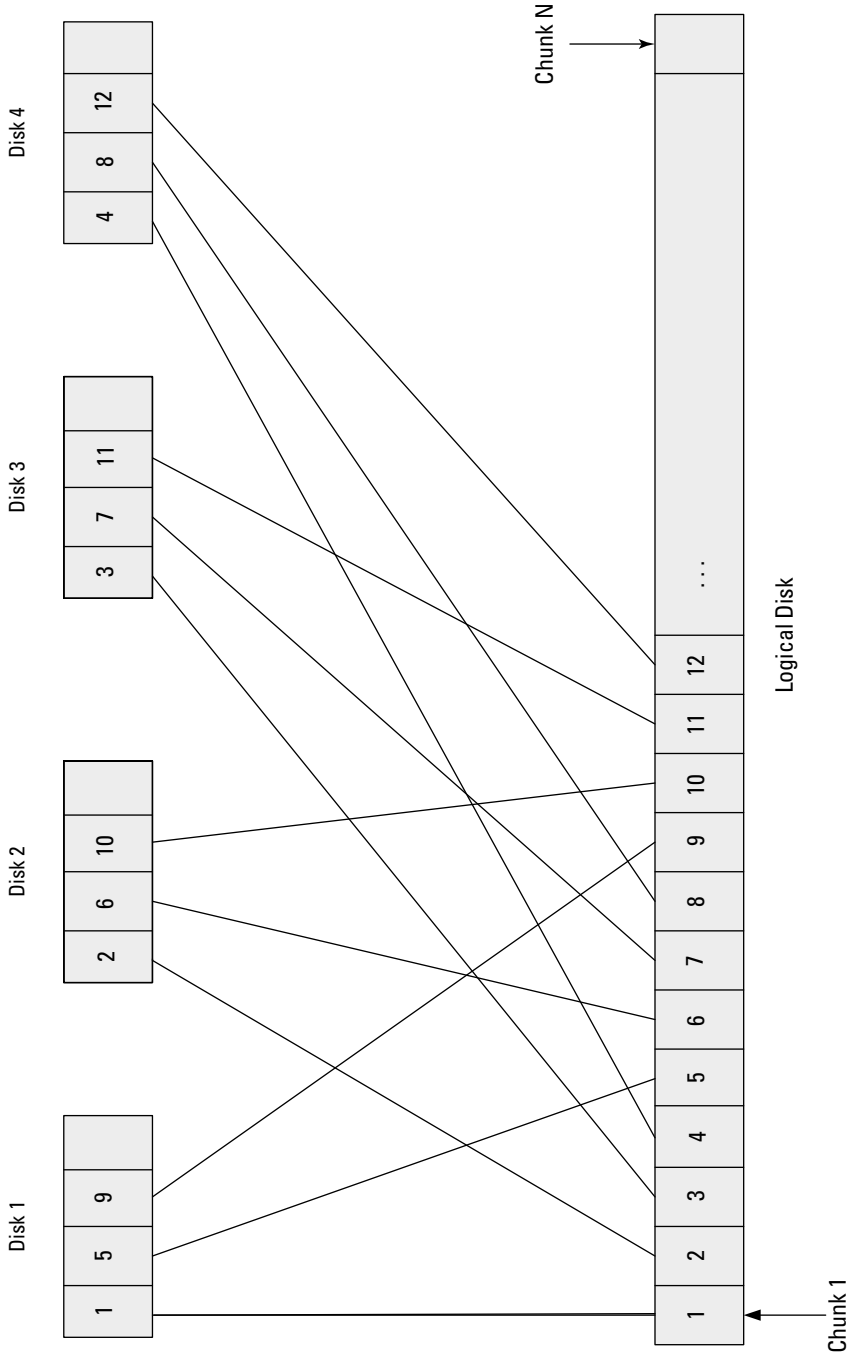 Disk 1
Disk 2
Disk 3
Disk 4
1 5 9
2 6 10
3 7 11
4 8 12
1 2 3 4 5 6 7 8 9 10 11 12 ...
Chunk 1
Logical Disk
Chunk N